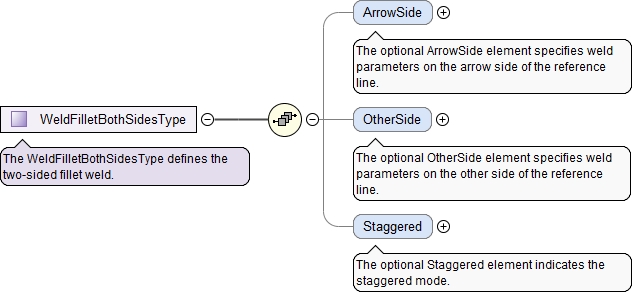 ArrowSide
The optional ArrowSide element specifies weld
parameters on the arrow side of the reference
line.
WeldFilletBothSidesType
The WeldFilletBothSidesType defines the
two-sided fillet weld.
OtherSide
The optional OtherSide element specifies weld
parameters on the other side of the reference
line.
Staggered
The optional Staggered element indicates the
staggered mode.